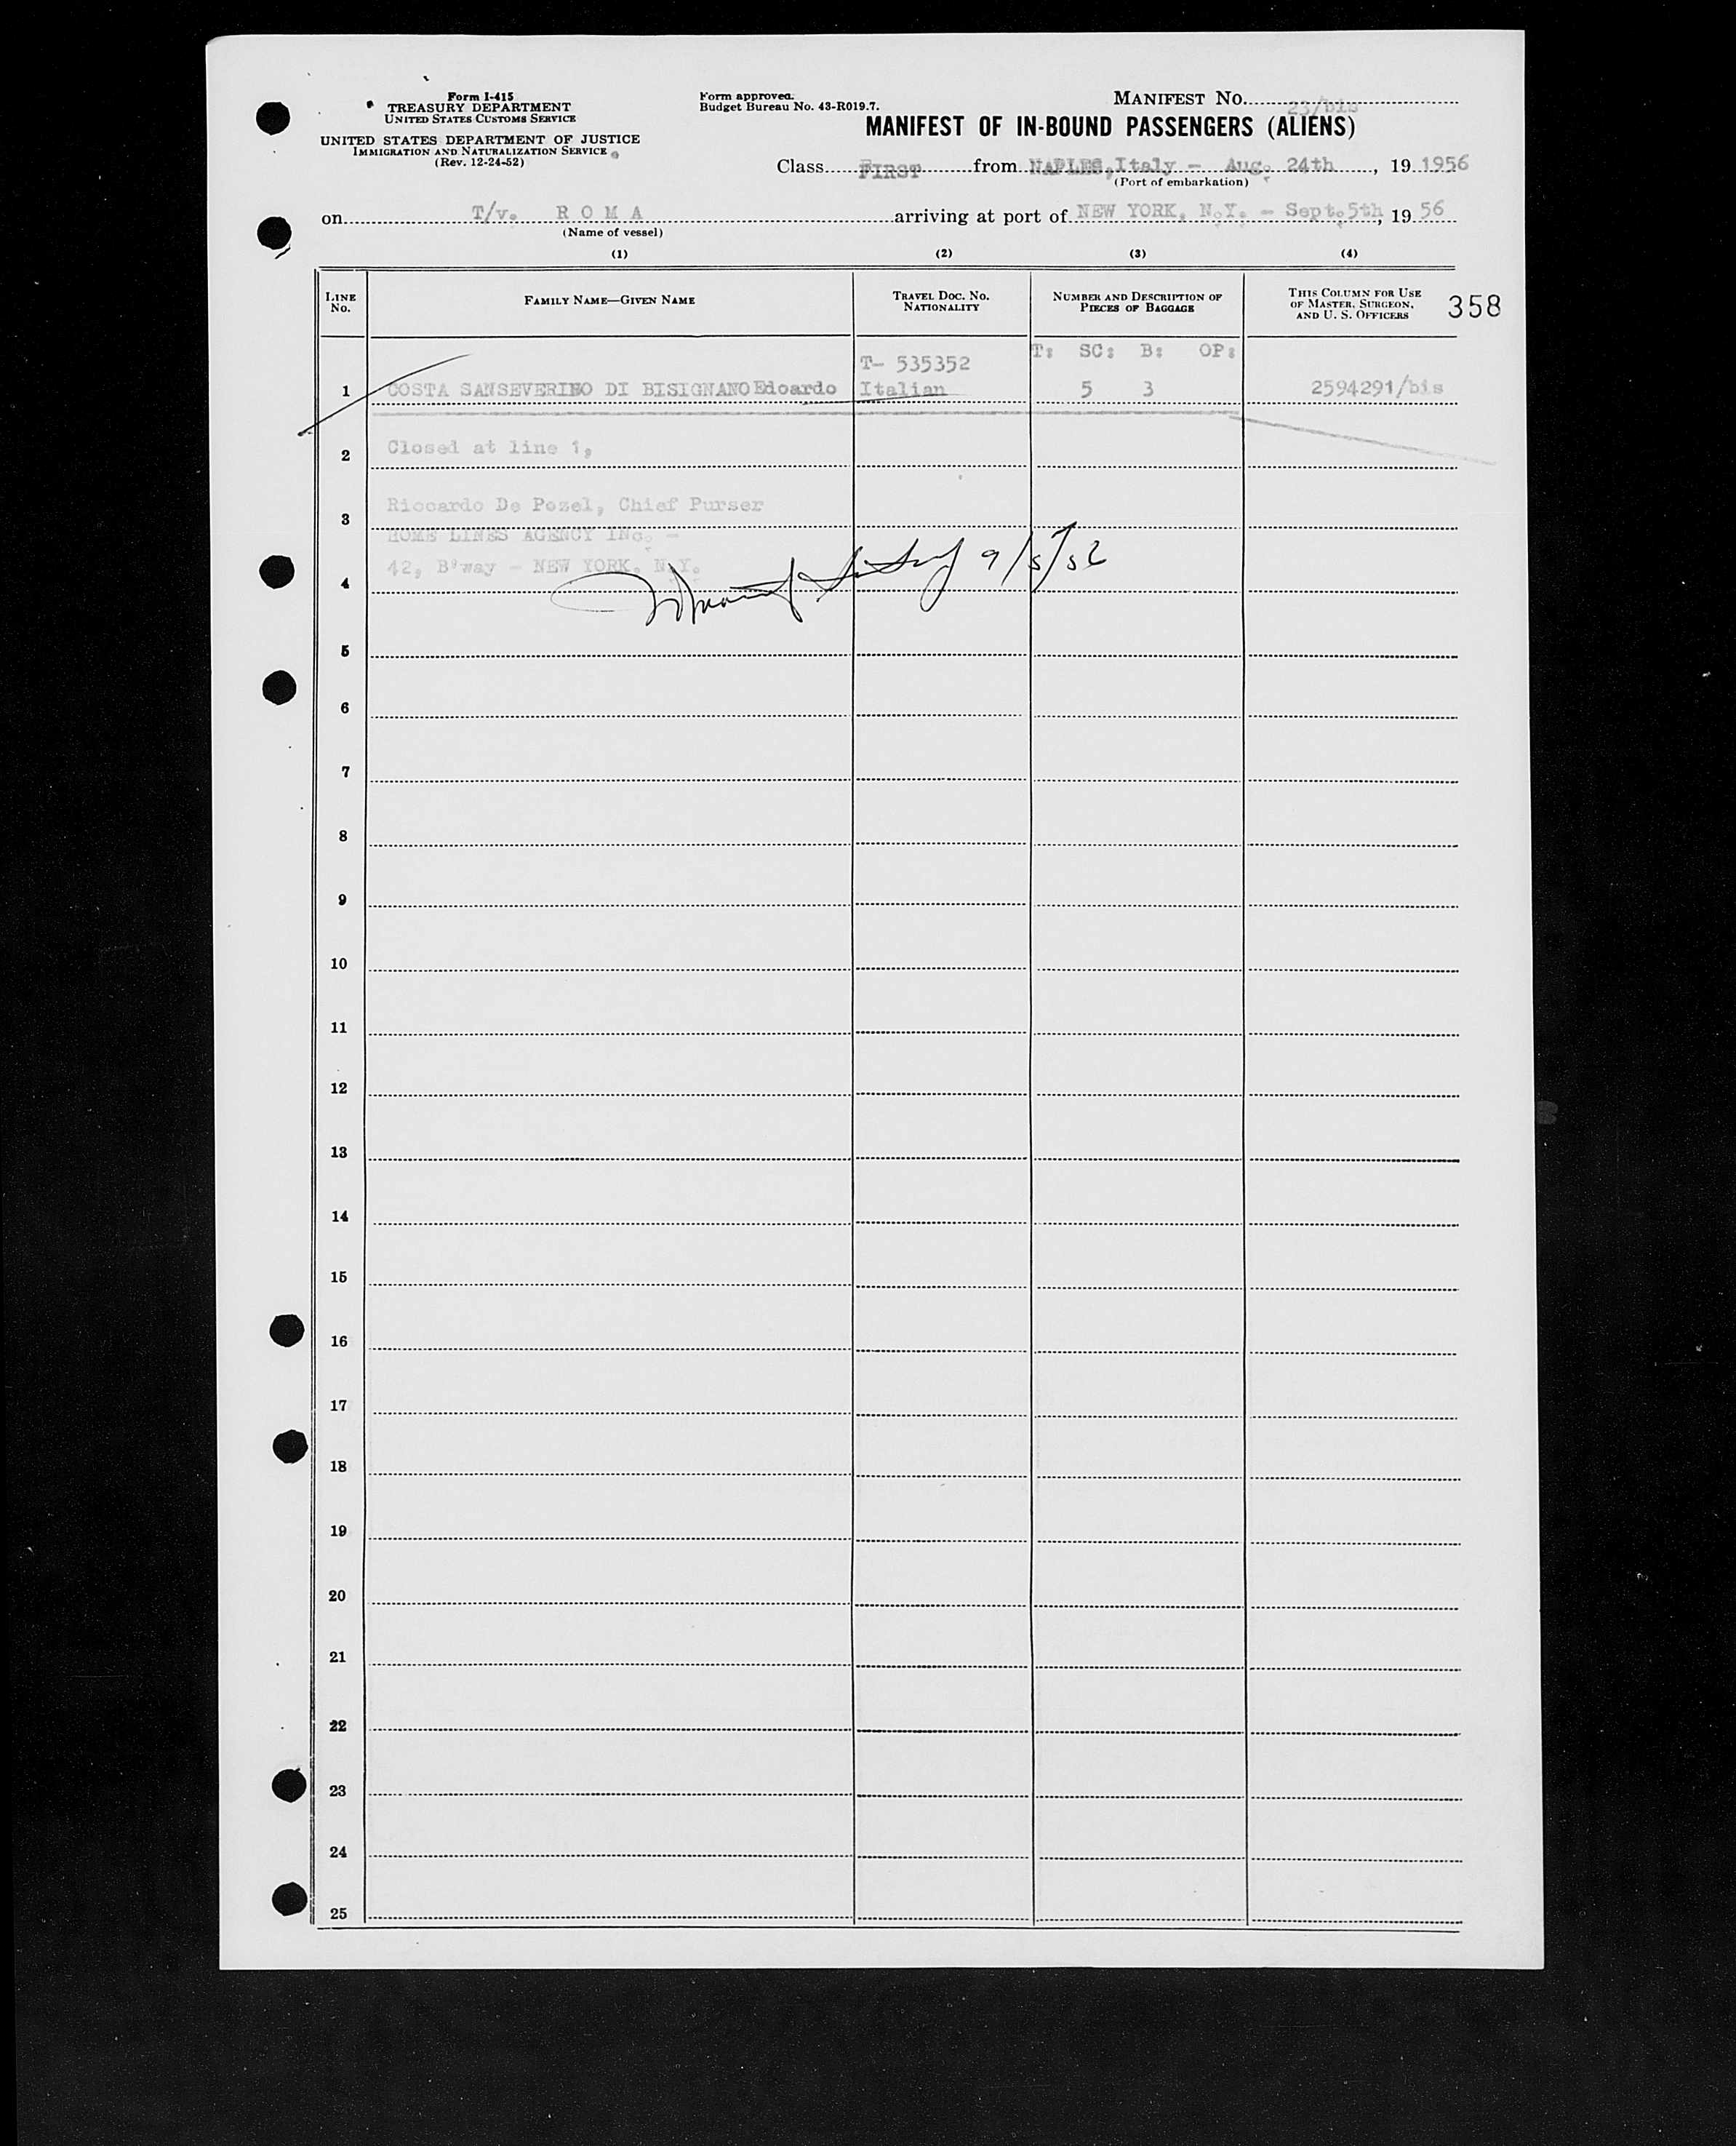 Form I-415
TREASURY DEPARTMENT
UNITED STATES CUSTOMS SERVICE
UNITED STATES DEPARTMENT OF JUSTICE
IMMIGRATION AND NATURALIZATION SERVICE
(Rev. 12-24-52)
Form approved.
Budget Bureau No. 43-R019.7.
MANIFEST NO. 23/bis
MANIFEST OF IN-BOUND PASSENGERS (ALIENS)
Class FIRST from NAPLES, Italy - Aug. 24th, 19 1956
(Port of embarkation)
on T/v. R O M A arriving at port of NEW YORK. N.Y. - Sept. 5th, 19 56
(Name of vessel)
(1) (2) (3) (4)
LINE NO. FAMILY NAME—GIVEN NAME TRAVEL DOC. NO. NATIONALITY NUMBER AND DESCRIPTION OF PIECES OF BAGGAGE THIS COLUMN FOR USE OF MASTER, SURGEON, AND U. S. OFFICERS 358
T- 535352 T: SC: B: OP:
1 COSTA SANSEVERINO DI BISIGNANO Edoardo Italian 5 3 2594291/bis
2 Closed at line 1,
3 Riccardo De Pozel, Chief Purser
HOME LINES AGENCY INC. -
4 42, B'way - NEW YORK. N.Y.
9/5/56
5
6
7
8
9
10
11
12
13
14
15
16
17
18
19
20
21
22
23
24
25